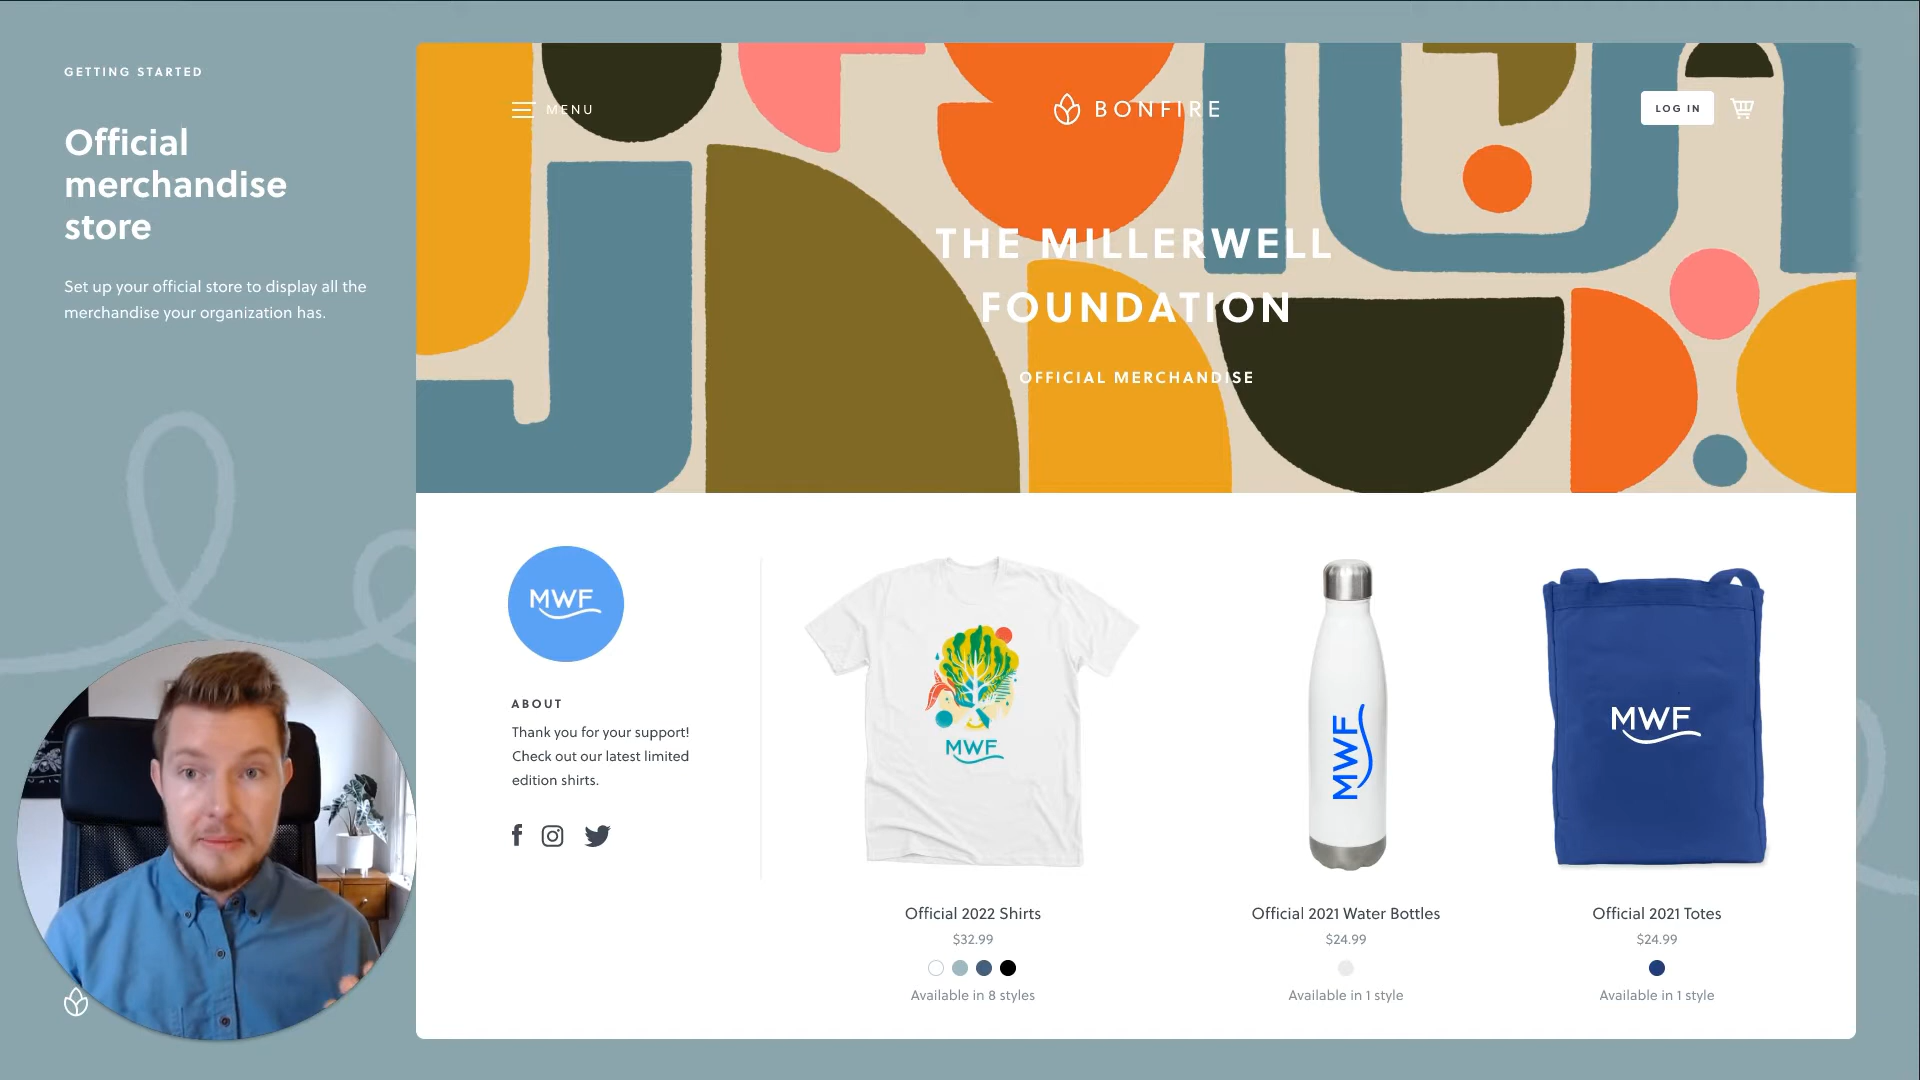 GETTING STARTED
Official
merchandise
store
Set up your official store to display all the
merchandise your organization has.
MENU
BONFIRE
LOG IN
THE MILLERWELL
FOUNDATION
OFFICIAL MERCHANDISE
MWF
ABOUT
Thank you for your support!
Check out our latest limited
edition shirts.
MWF
Official 2022 Shirts
$32.99
Available in 8 styles
MWF
Official 2021 Water Bottles
$24.99
Available in 1 style
MWF
Official 2021 Totes
$24.99
Available in 1 style